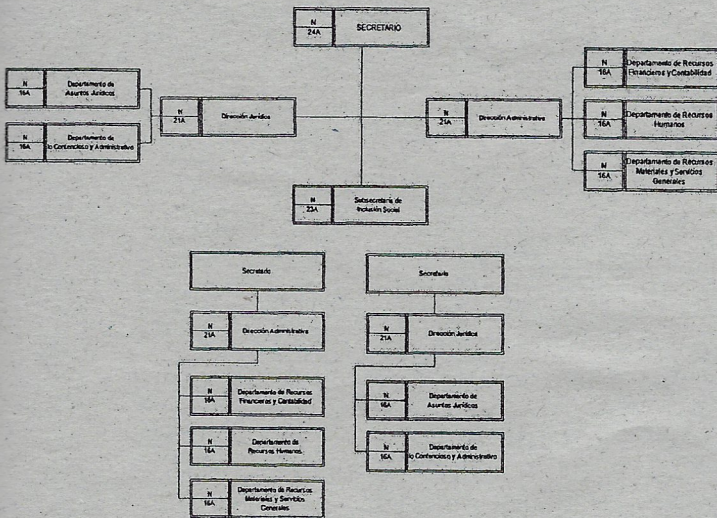 N
24A
SECRETARIO
N
16A
Departamento de
Asuntos Jurídicos
N
16A
Departamento de
lo Contencioso y Administrativo
N
21A
Dirección Jurídica
N
21A
Dirección Administrativa
N
16A
Departamento de Recursos
Financieros y Contabilidad
N
16A
Departamento de Recursos
Humanos
N
16A
Departamento de Recursos
Materiales y Servicios
Generales
N
23A
Subsecretaría de
Inclusión Social
Secretario
N
21A
Dirección Administrativa
N
16A
Departamento de Recursos
Financieros y Contabilidad
N
16A
Departamento de
Recursos Humanos
N
16A
Departamento de Recursos
Materiales y Servicios
Generales
Secretario
N
21A
Dirección Jurídica
N
16A
Departamento de
Asuntos Jurídicos
N
16A
Departamento de
lo Contencioso y Administrativo